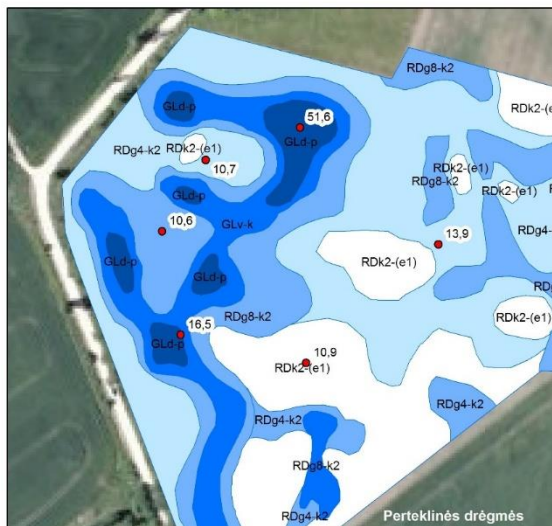 RDg8-k2
RDk2-(e1)
51,6
GLd-p
GLd-p
RDg4-k2
RDk2-(e1)
10,7
RDk2-(e1)
RDg8-k2
RDk2-(e1)
GLd-p
GLv-k
10,6
RDg4-
13,9
GLd-p
GLd-p
RDk2-(e1)
RDg8-k2
16,5
GLd-p
RDk2-(e1)
10,9
RDk2-(e1)
RDg4-k2
RDg4-k2
RDg8-k2
RDg4-k2
Perteklinės drėgmės